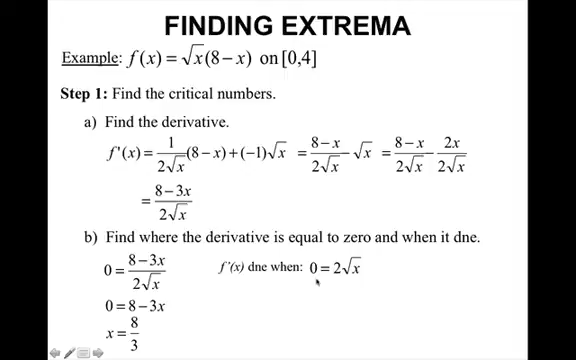 FINDING EXTREMA
Example: f(x) = √x(8 − x) on [0,4]
Step 1: Find the critical numbers.
a) Find the derivative.
f'(x) = 1/(2√x) (8 − x) + (−1)√x = (8 − x)/(2√x) − √x = (8 − x)/(2√x) − 2x/(2√x)
= (8 − 3x)/(2√x)
b) Find where the derivative is equal to zero and when it dne.
0 = (8 − 3x)/(2√x) f'(x) dne when: 0 = 2√x
0 = 8 − 3x
x = 8/3